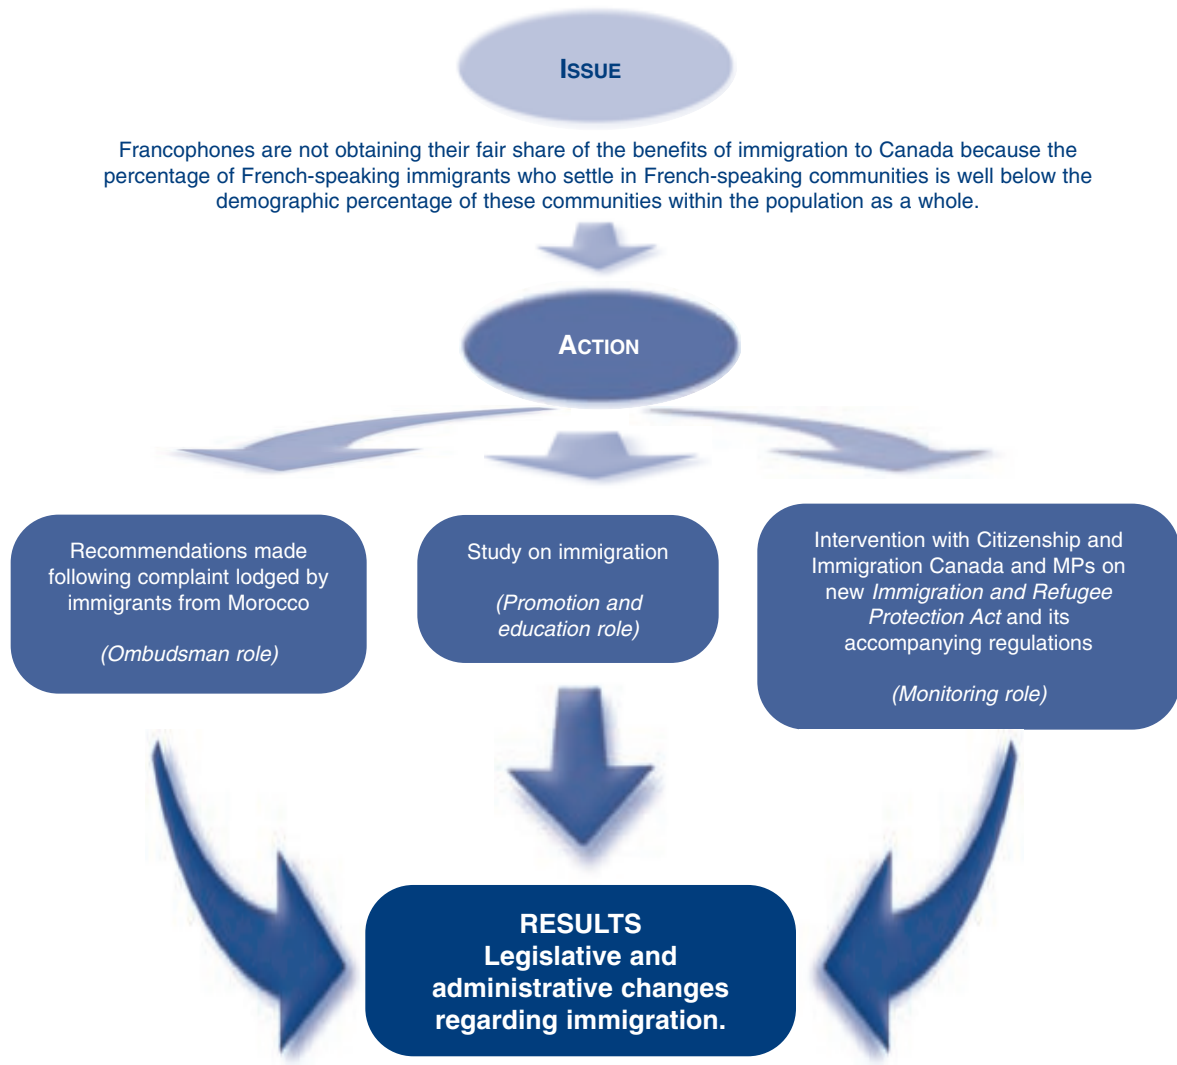 ISSUE
Francophones are not obtaining their fair share of the benefits of immigration to Canada because the
percentage of French-speaking immigrants who settle in French-speaking communities is well below the
demographic percentage of these communities within the population as a whole.
ACTION
Recommendations made
following complaint lodged by
immigrants from Morocco
(Ombudsman role)
Study on immigration
(Promotion and
education role)
Intervention with Citizenship and
Immigration Canada and MPs on
new Immigration and Refugee
Protection Act and its
accompanying regulations
(Monitoring role)
RESULTS
Legislative and
administrative changes
regarding immigration.